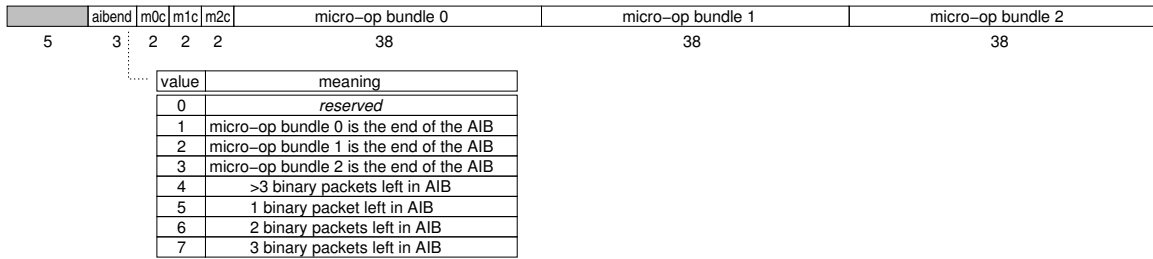 aibend m0c m1c m2c micro−op bundle 0 micro−op bundle 1 micro−op bundle 2
5 3 2 2 2 38 38 38
value meaning
0 reserved
1 micro−op bundle 0 is the end of the AIB
2 micro−op bundle 1 is the end of the AIB
3 micro−op bundle 2 is the end of the AIB
4 >3 binary packets left in AIB
5 1 binary packet left in AIB
6 2 binary packets left in AIB
7 3 binary packets left in AIB